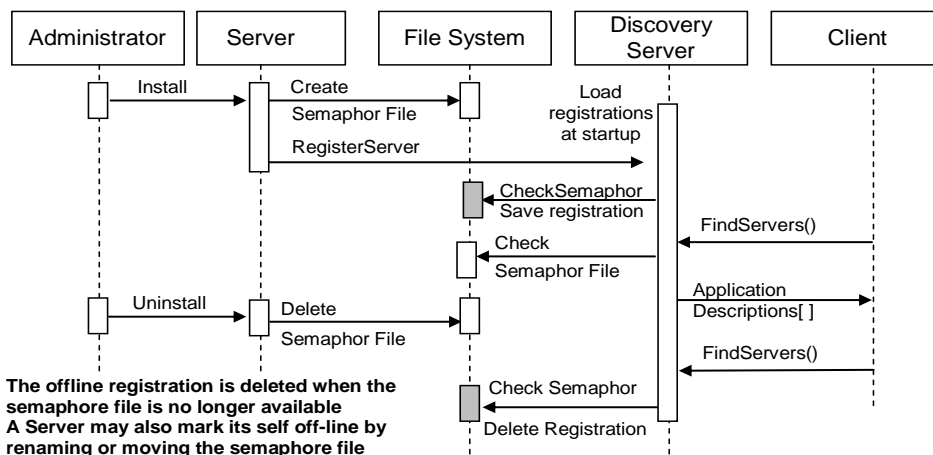 Administrator
Server
File System
Discovery
Server
Client
Install
Create
Semaphor File
Load
registrations
at startup
RegisterServer
CheckSemaphor
Save registration
FindServers()
Check
Semaphor File
Application
Descriptions[ ]
Uninstall
Delete
Semaphor File
FindServers()
The offline registration is deleted when the
semaphore file is no longer available
A Server may also mark its self off-line by
renaming or moving the semaphore file
Check Semaphor
Delete Registration